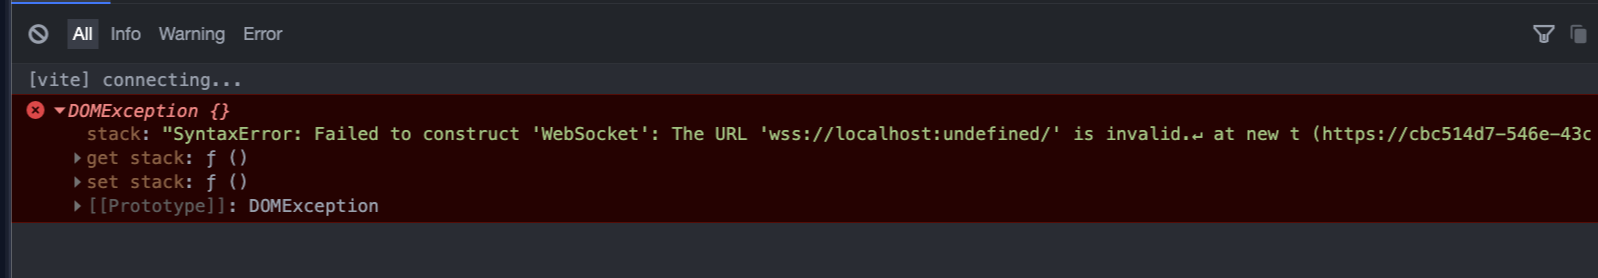 All Info Warning Error
[vite] connecting...
DOMException {}
stack: "SyntaxError: Failed to construct 'WebSocket': The URL 'wss://localhost:undefined/' is invalid.↵ at new t (https://cbc514d7-546e-43c
get stack: ƒ ()
set stack: ƒ ()
[[Prototype]]: DOMException